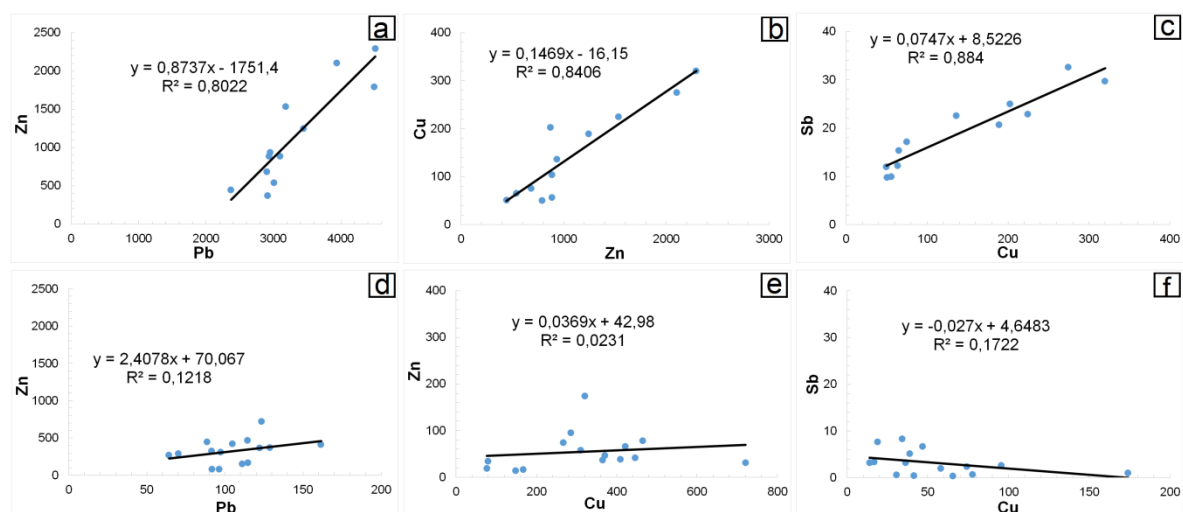 a
2500
2000
1500
1000
500
0
Zn
y = 0,8737x - 1751,4
R² = 0,8022
0 1000 2000 3000 4000
Pb
b
400
300
200
100
0
Cu
y = 0,1469x - 16,15
R² = 0,8406
0 1000 2000 3000
Zn
c
40
30
20
10
0
Sb
y = 0,0747x + 8,5226
R² = 0,884
0 100 200 300 400
Cu
d
2500
2000
1500
1000
500
0
Zn
y = 2,4078x + 70,067
R² = 0,1218
0 50 100 150 200
Pb
e
400
300
200
100
0
Zn
y = 0,0369x + 42,98
R² = 0,0231
0 200 400 600 800
Cu
f
40
20
0
Sb
y = -0,027x + 4,6483
R² = 0,1722
0 50 100 150 200
Cu